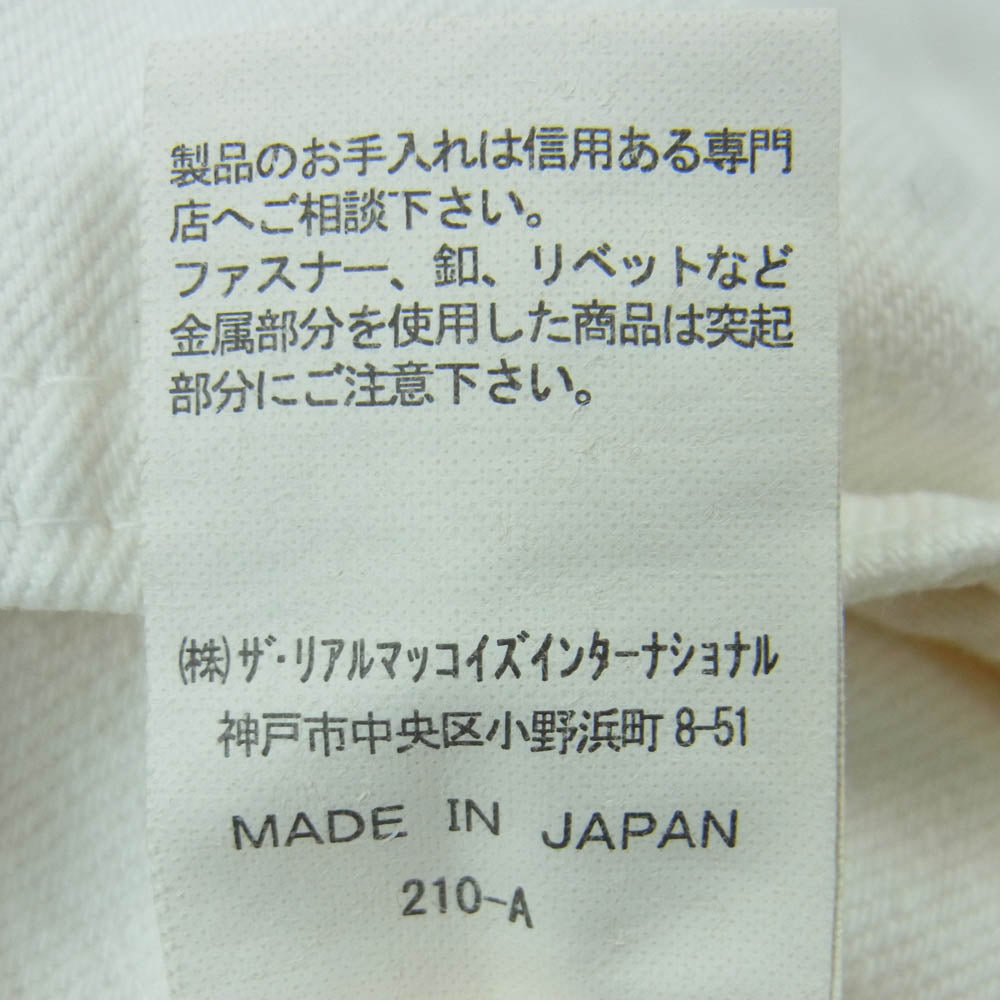 製品のお手入れは信用ある専門
店へご相談下さい。
ファスナー、釦、リベットなど
金属部分を使用した商品は突起
部分にご注意下さい。
㈱ザ・リアルマッコイズインターナショナル
神戸市中央区小野浜町8-51
MADE IN JAPAN
210-A